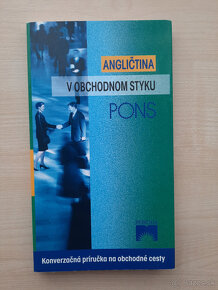 ANGLIČTINA
V OBCHODNOM STYKU
PONS
Konverzačná príručka na obchodné cesty